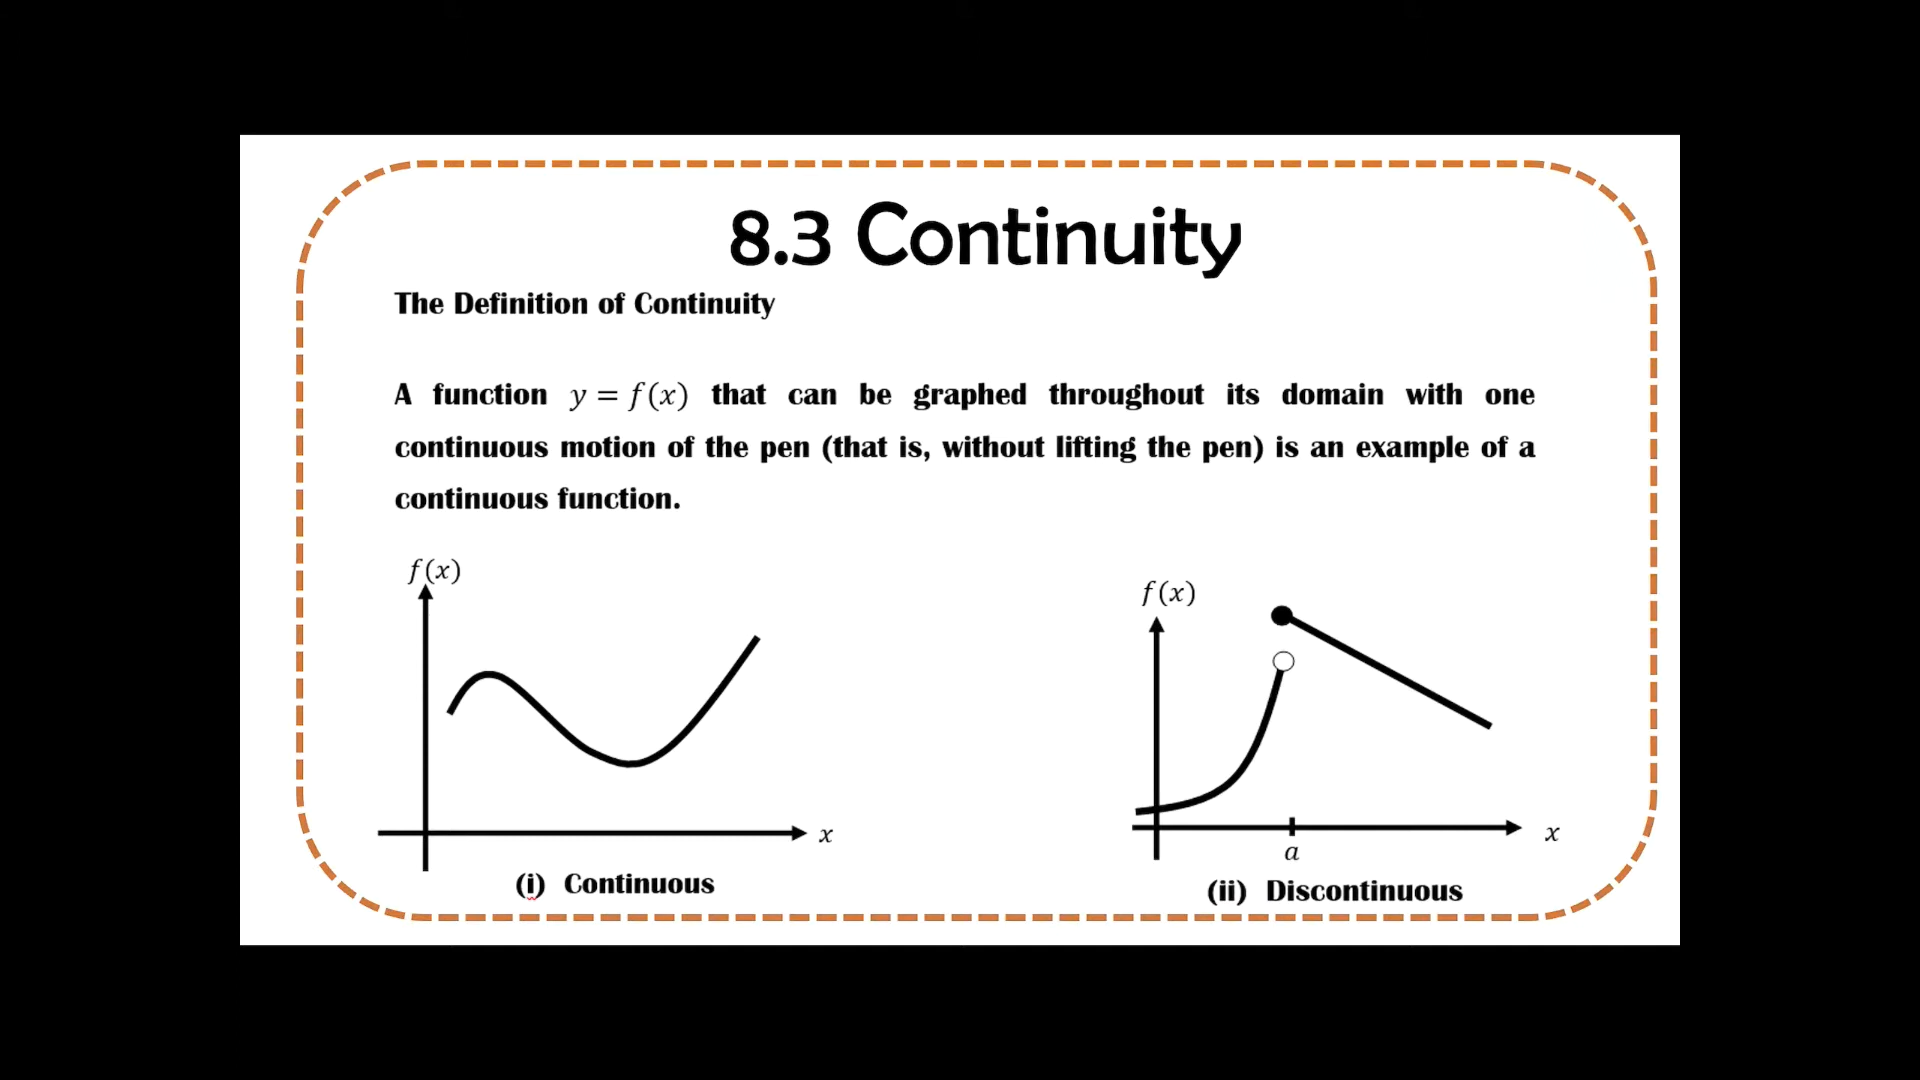 8.3 Continuity
The Definition of Continuity
A function y = f(x) that can be graphed throughout its domain with one
continuous motion of the pen (that is, without lifting the pen) is an example of a
continuous function.
f(x)
x
(i) Continuous
f(x)
x
a
(ii) Discontinuous